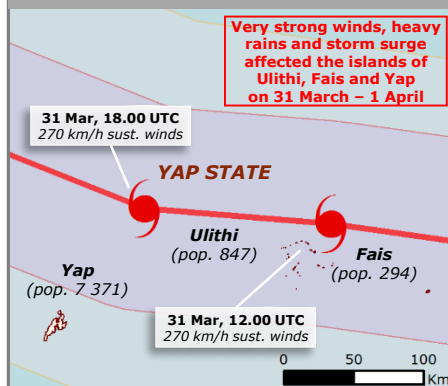 Very strong winds, heavy
rains and storm surge
affected the islands of
Ulithi, Fais and Yap
on 31 March – 1 April
31 Mar, 18.00 UTC
270 km/h sust. winds
YAP STATE
Ulithi
(pop. 847)
Fais
(pop. 294)
Yap
(pop. 7 371)
31 Mar, 12.00 UTC
270 km/h sust. winds
0 50 100
Km